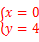 x = 0
y = 4